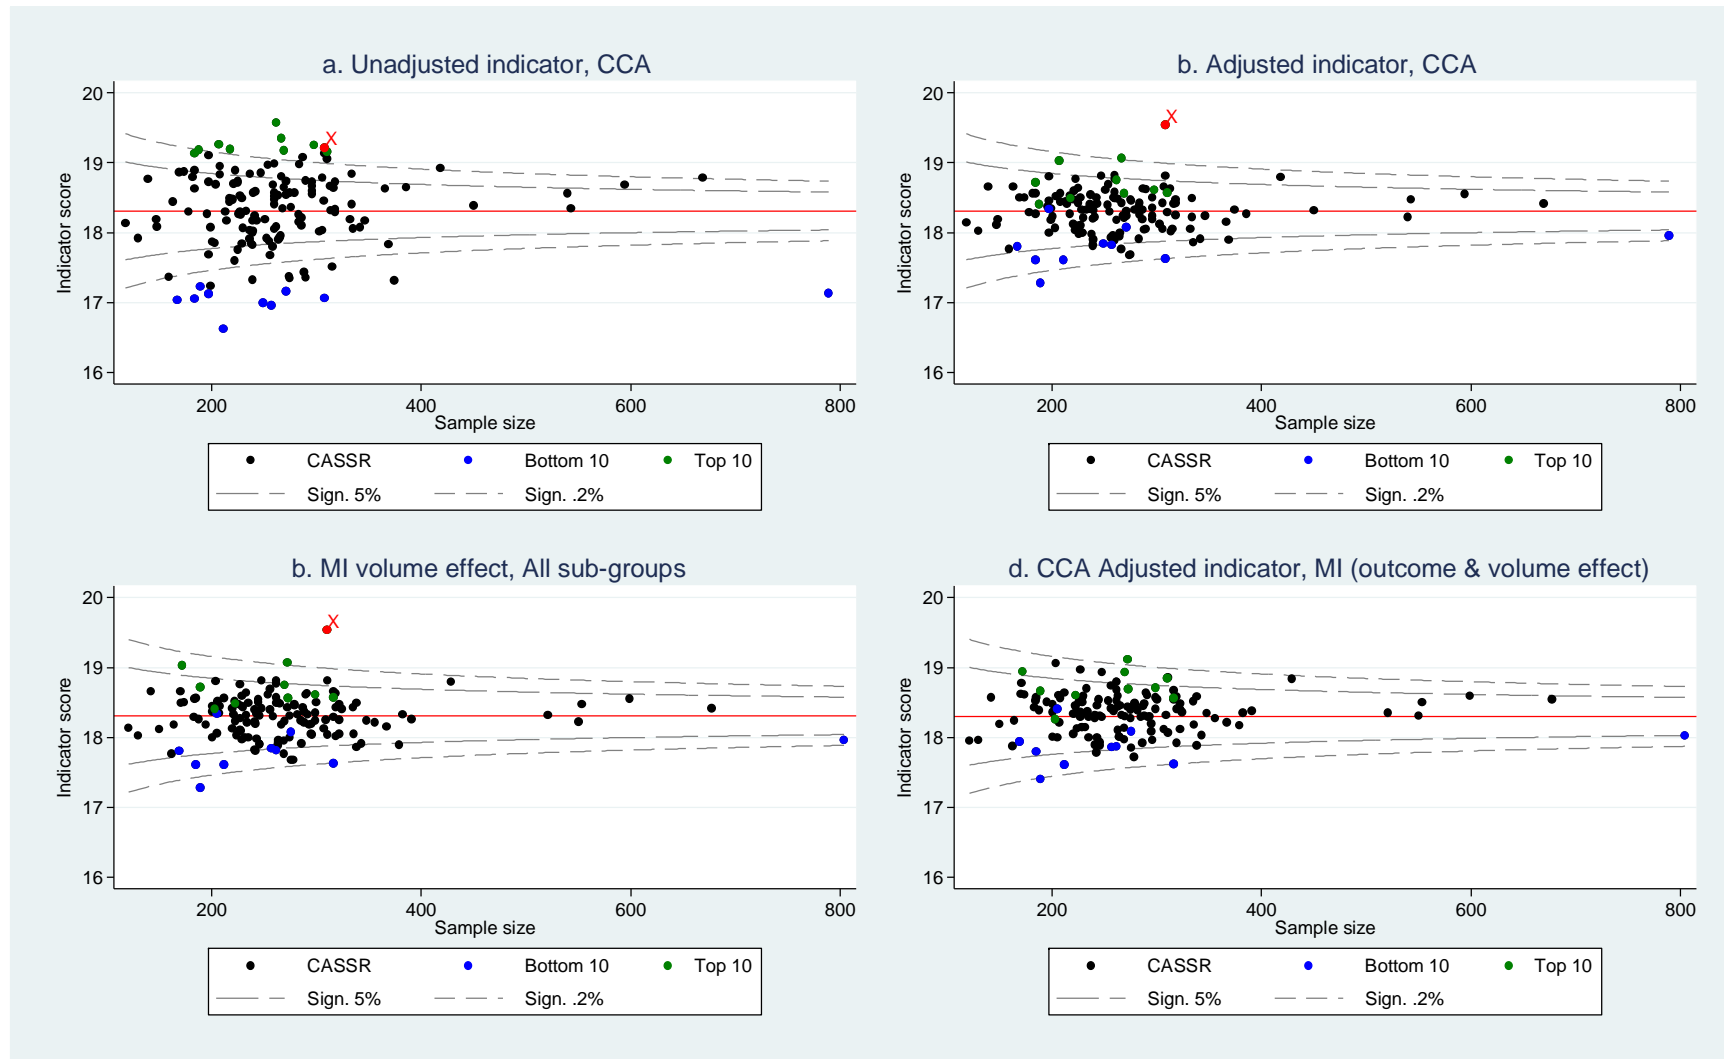 a. Unadjusted indicator, CCA
20
19
18
17
16
Indicator score
X
200
400
600
800
Sample size
CASSR
Bottom 10
Top 10
Sign. 5%
Sign. .2%
b. Adjusted indicator, CCA
20
19
18
17
16
Indicator score
X
200
400
600
800
Sample size
CASSR
Bottom 10
Top 10
Sign. 5%
Sign. .2%
b. MI volume effect, All sub-groups
20
19
18
17
16
Indicator score
X
200
400
600
800
Sample size
CASSR
Bottom 10
Top 10
Sign. 5%
Sign. .2%
d. CCA Adjusted indicator, MI (outcome & volume effect)
20
19
18
17
16
Indicator score
200
400
600
800
Sample size
CASSR
Bottom 10
Top 10
Sign. 5%
Sign. .2%